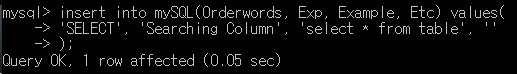 mysql> insert into mySQL(Orderwords, Exp, Example, Etc) values(
-> 'SELECT', 'Searching Column', 'select * from table', ''
-> );
Query OK, 1 row affected (0.05 sec)